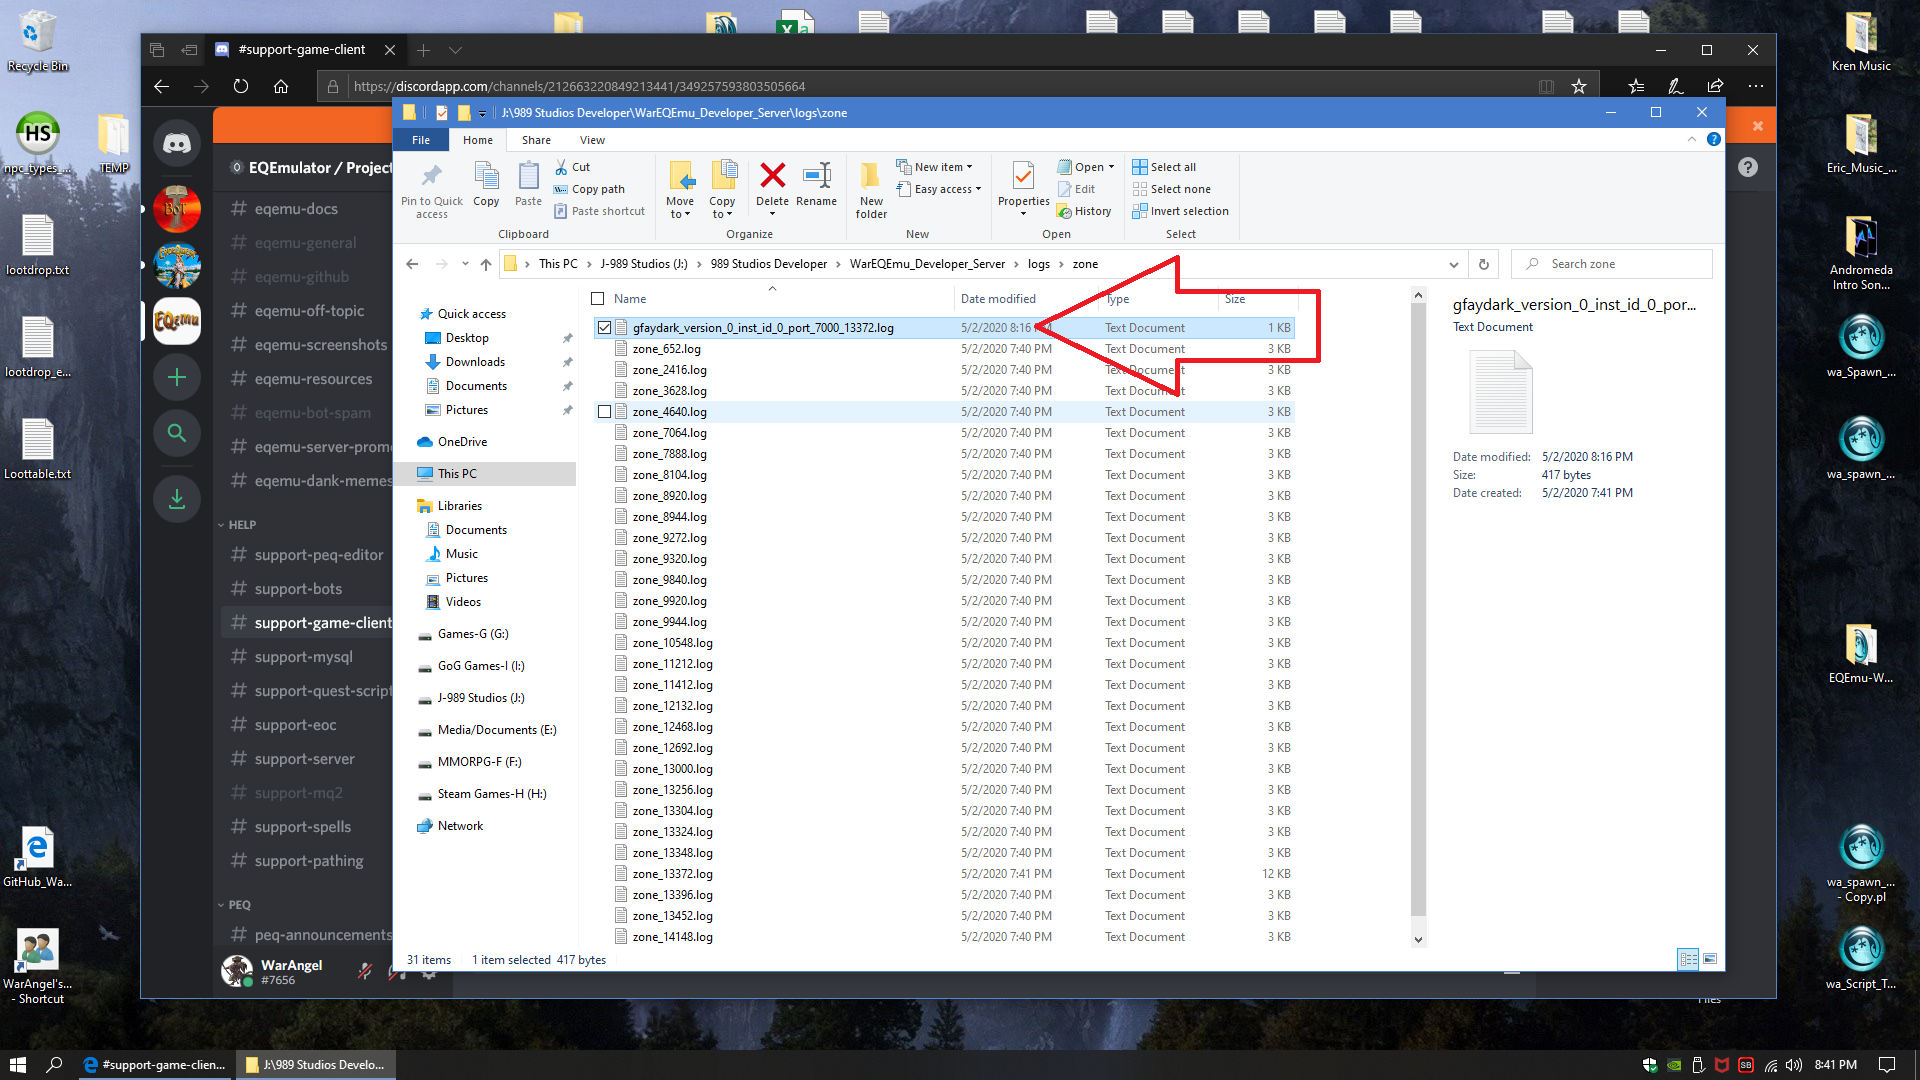 Recycle Bin
npc_types_...
TEMP
lootdrop.txt
lootdrop_e...
Loottable.txt
GitHub_Wa...
WarAngel's...
- Shortcut
#support-game-client
https://discordapp.com/channels/212663220849213441/349257593803505664
EQEmulator / Project
# eqemu-docs
# eqemu-general
# eqemu-github
# eqemu-off-topic
# eqemu-screenshots
# eqemu-resources
# eqemu-bot-spam
# eqemu-server-promo
# eqemu-dank-memes
HELP
# support-peq-editor
# support-bots
# support-game-client
# support-mysql
# support-quest-script
# support-eoc
# support-server
# support-mq2
# support-spells
# support-pathing
PEQ
# peq-announcements
WarAngel
#7656
BoT
EQEmu
J:\989 Studios Developer\WarEQEmu_Developer_Server\logs\zone
File Home Share View
Pin to Quick access
Copy
Paste
Cut
Copy path
Paste shortcut
Clipboard
Move to
Copy to
Delete
Rename
Organize
New folder
New item
Easy access
New
Properties
Open
Edit
History
Open
Select all
Select none
Invert selection
Select
This PC > J-989 Studios (J:) > 989 Studios Developer > WarEQEmu_Developer_Server > logs > zone
Search zone
Quick access
Desktop
Downloads
Documents
Pictures
OneDrive
This PC
Libraries
Documents
Music
Pictures
Videos
Games-G (G:)
GoG Games-I (I:)
J-989 Studios (J:)
Media/Documents (E:)
MMORPG-F (F:)
Steam Games-H (H:)
Network
Name Date modified Type Size
gfaydark_version_0_inst_id_0_port_7000_13372.log 5/2/2020 8:16 Text Document 1 KB
zone_652.log 5/2/2020 7:40 PM Text Document 3 KB
zone_2416.log 5/2/2020 7:40 PM Text Document 3 KB
zone_3628.log 5/2/2020 7:40 PM Text Document 3 KB
zone_4640.log 5/2/2020 7:40 PM Text Document 3 KB
zone_7064.log 5/2/2020 7:40 PM Text Document 3 KB
zone_7888.log 5/2/2020 7:40 PM Text Document 3 KB
zone_8104.log 5/2/2020 7:40 PM Text Document 3 KB
zone_8920.log 5/2/2020 7:40 PM Text Document 3 KB
zone_8944.log 5/2/2020 7:40 PM Text Document 3 KB
zone_9272.log 5/2/2020 7:40 PM Text Document 3 KB
zone_9320.log 5/2/2020 7:40 PM Text Document 3 KB
zone_9840.log 5/2/2020 7:40 PM Text Document 3 KB
zone_9920.log 5/2/2020 7:40 PM Text Document 3 KB
zone_9944.log 5/2/2020 7:40 PM Text Document 3 KB
zone_10548.log 5/2/2020 7:40 PM Text Document 3 KB
zone_11212.log 5/2/2020 7:40 PM Text Document 3 KB
zone_11412.log 5/2/2020 7:40 PM Text Document 3 KB
zone_12132.log 5/2/2020 7:40 PM Text Document 3 KB
zone_12468.log 5/2/2020 7:40 PM Text Document 3 KB
zone_12692.log 5/2/2020 7:40 PM Text Document 3 KB
zone_13000.log 5/2/2020 7:40 PM Text Document 3 KB
zone_13256.log 5/2/2020 7:40 PM Text Document 3 KB
zone_13304.log 5/2/2020 7:40 PM Text Document 3 KB
zone_13324.log 5/2/2020 7:40 PM Text Document 3 KB
zone_13348.log 5/2/2020 7:40 PM Text Document 3 KB
zone_13372.log 5/2/2020 7:41 PM Text Document 12 KB
zone_13396.log 5/2/2020 7:40 PM Text Document 3 KB
zone_13452.log 5/2/2020 7:40 PM Text Document 3 KB
zone_14148.log 5/2/2020 7:40 PM Text Document 3 KB
gfaydark_version_0_inst_id_0_por...
Text Document
Date modified: 5/2/2020 8:16 PM
Size: 417 bytes
Date created: 5/2/2020 7:41 PM
31 items 1 item selected 417 bytes
Kren Music
Eric_Music_...
Andromeda
Intro Son...
wa_Spawn_...
wa_spawn_...
EQEmu-W...
wa_spawn_...
- Copy.pl
wa_Script_T...
#support-game-clien...
J:\989 Studios Develo...
8:41 PM